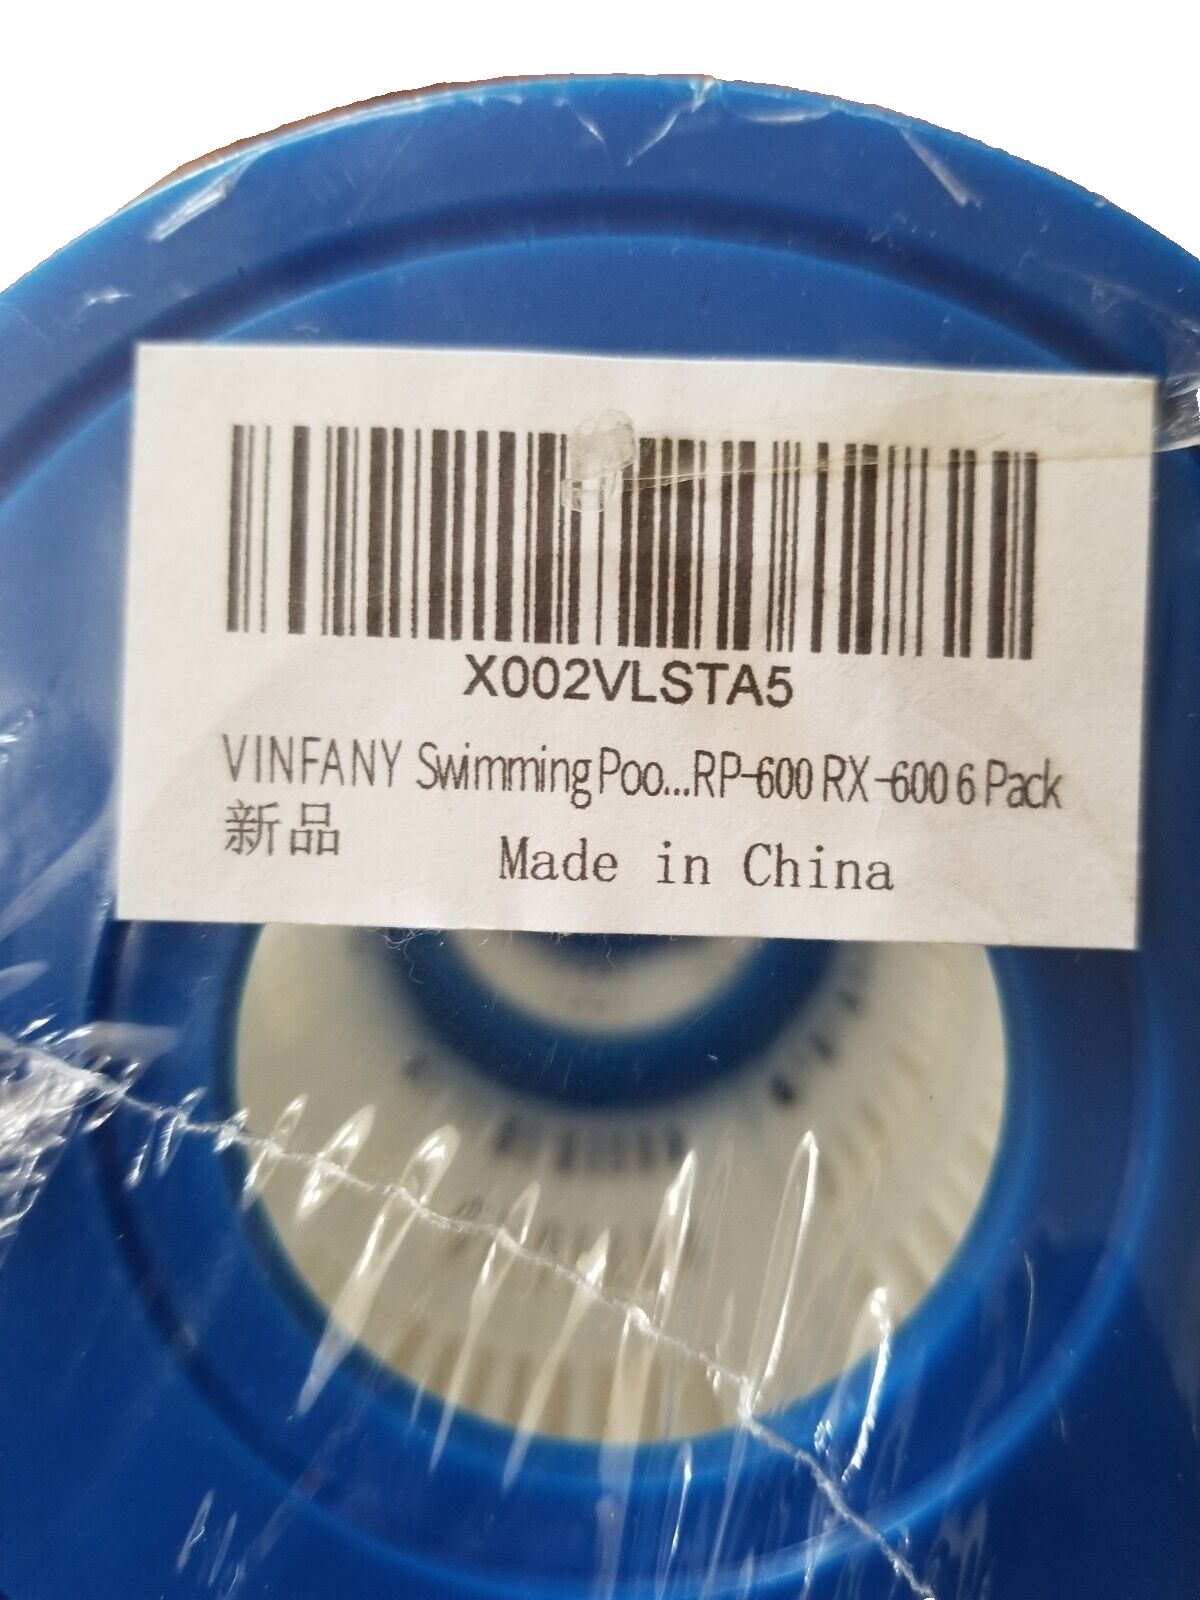 X002VLSTA5
VINFANY Swimming Poo...RP-600 RX-600 6 Pack
新品
Made in China